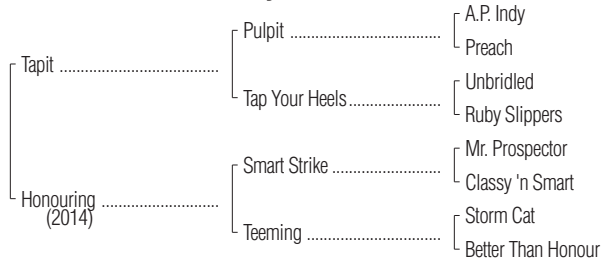 A.P. Indy
Pulpit ................................................
Preach
Tapit ....................................................
Unbridled
Tap Your Heels .............................
Ruby Slippers
Mr. Prospector
Smart Strike ..................................
Classy 'n Smart
Honouring ......................................
(2014)
Storm Cat
Teeming ..........................................
Better Than Honour